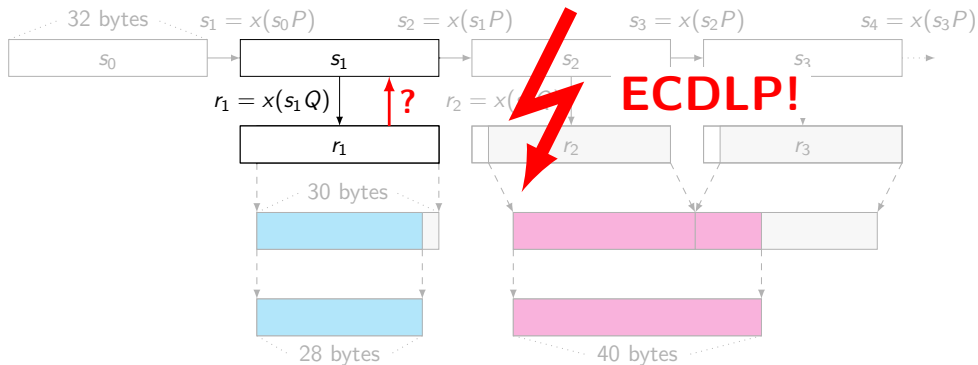 32 bytes
s₁ = x(s₀P)
s₂ = x(s₁P)
s₃ = x(s₂P)
s₄ = x(s₃P)
s₀
s₁
s₂
s₃
r₁ = x(s₁Q)
?
r₂ = x(s Q)
ECDLP!
r₁
r₂
r₃
30 bytes
28 bytes
40 bytes